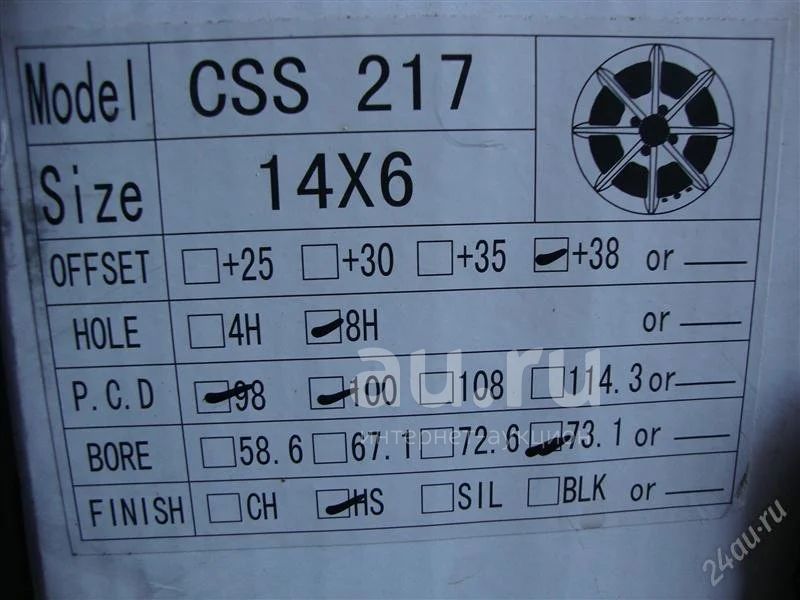 Model CSS 217
Size 14X6
OFFSET +25 +30 +35 +38 or
HOLE 4H 8H or
P.C.D 98 100 108 114.3 or
BORE 58.6 67.1 72.6 73.1 or
FINISH CH HS SIL BLK or
au.ru
интернет-аукцион
24au.ru